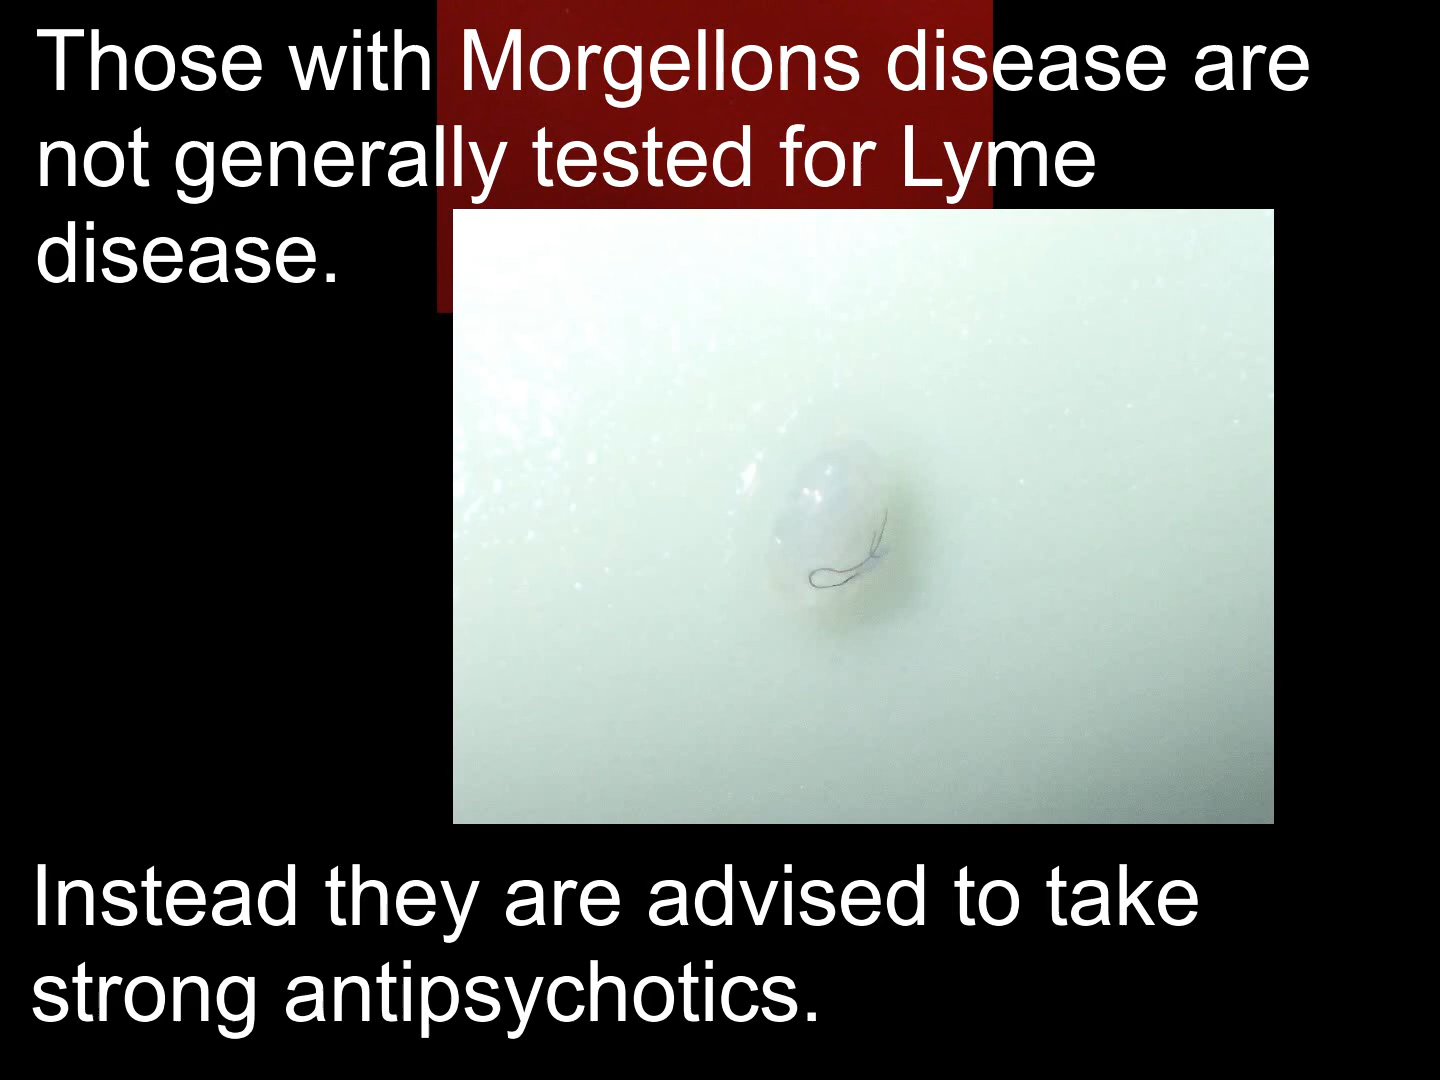 Those with Morgellons disease are
not generally tested for Lyme
disease.
Instead they are advised to take
strong antipsychotics.